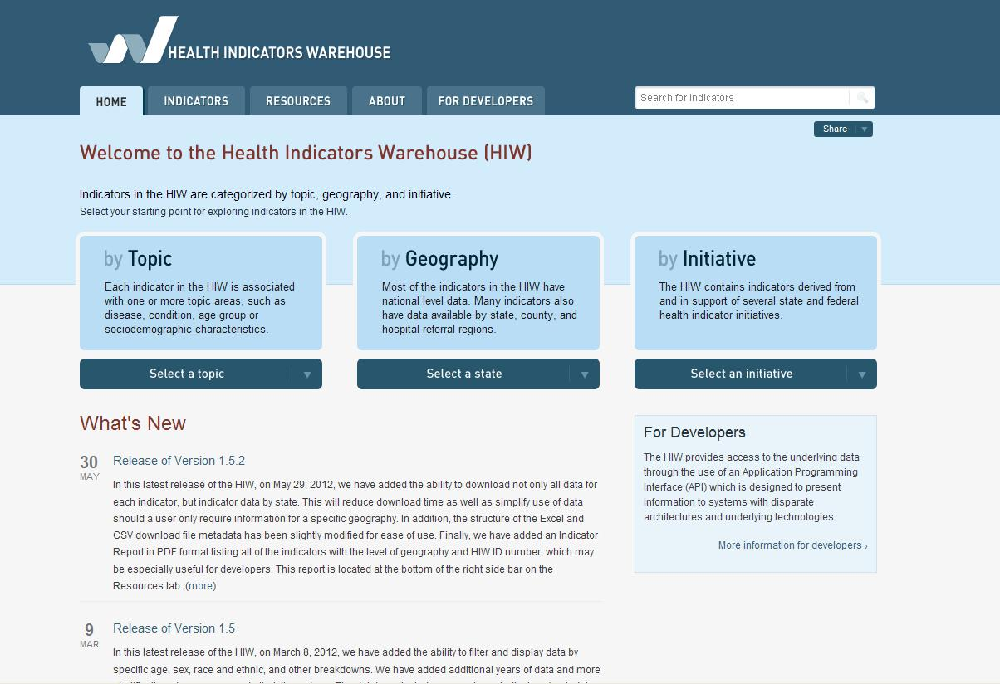 HEALTH INDICATORS WAREHOUSE
HOME
INDICATORS
RESOURCES
ABOUT
FOR DEVELOPERS
Search for Indicators
Share
Welcome to the Health Indicators Warehouse (HIW)
Indicators in the HIW are categorized by topic, geography, and initiative.
Select your starting point for exploring indicators in the HIW.
by Topic
Each indicator in the HIW is associated
with one or more topic areas, such as
disease, condition, age group or
sociodemographic characteristics.
Select a topic
by Geography
Most of the indicators in the HIW have
national level data. Many indicators also
have data available by state, county, and
hospital referral regions.
Select a state
by Initiative
The HIW contains indicators derived from
and in support of several state and federal
health indicator initiatives.
Select an initiative
What's New
30
MAY
Release of Version 1.5.2
In this latest release of the HIW, on May 29, 2012, we have added the ability to download not only all data for
each indicator, but indicator data by state. This will reduce download time as well as simplify use of data
should a user only require information for a specific geography. In addition, the structure of the Excel and
CSV download file metadata has been slightly modified for ease of use. Finally, we have added an Indicator
Report in PDF format listing all of the indicators with the level of geography and HIW ID number, which may
be especially useful for developers. This report is located at the bottom of the right side bar on the
Resources tab. (more)
9
MAR
Release of Version 1.5
In this latest release of the HIW, on March 8, 2012, we have added the ability to filter and display data by
specific age, sex, race and ethnic, and other breakdowns. We have added additional years of data and more
For Developers
The HIW provides access to the underlying data
through the use of an Application Programming
Interface (API) which is designed to present
information to systems with disparate
architectures and underlying technologies.
More information for developers ›